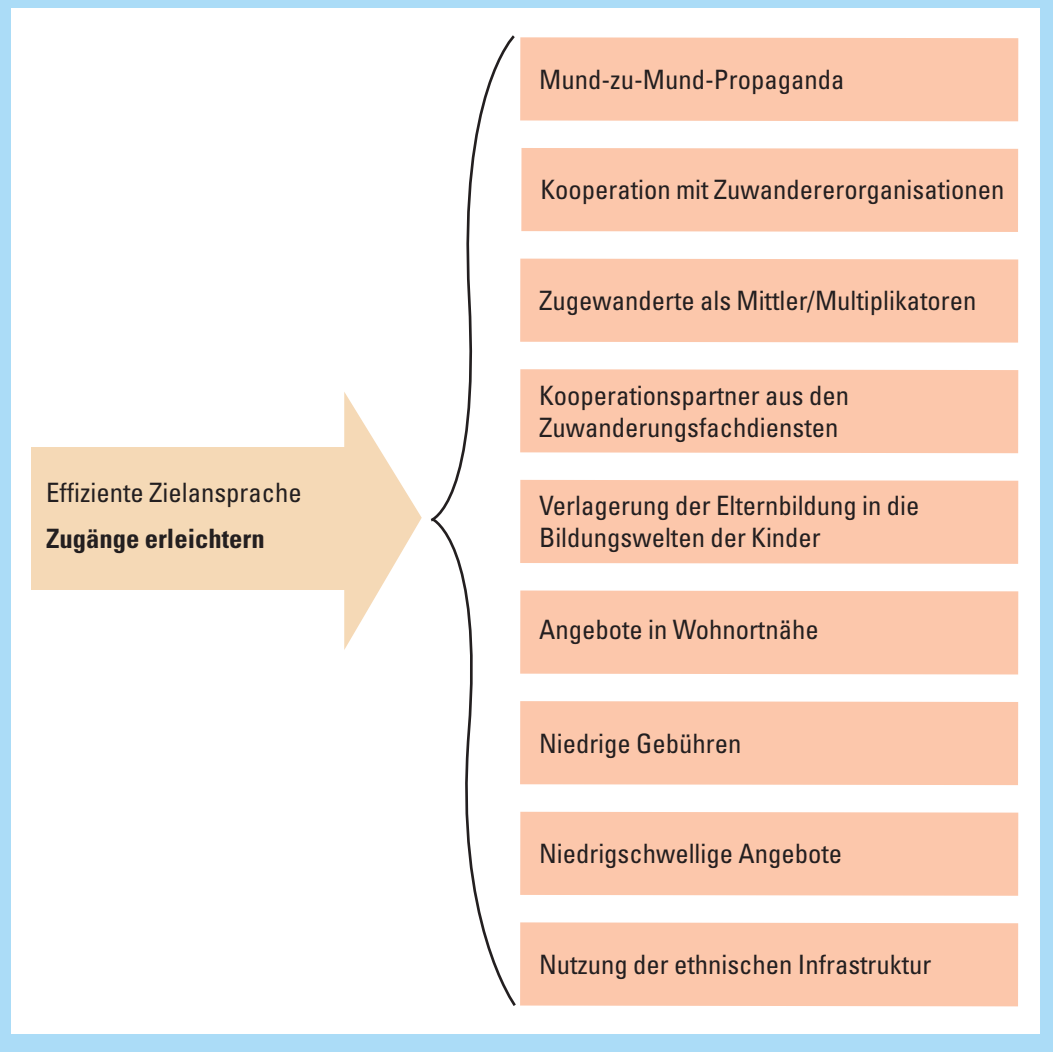 Effiziente Zielansprache
Zugänge erleichtern
Mund-zu-Mund-Propaganda
Kooperation mit Zuwandererorganisationen
Zugewanderte als Mittler/Multiplikatoren
Kooperationspartner aus den
Zuwanderungsfachdiensten
Verlagerung der Elternbildung in die
Bildungswelten der Kinder
Angebote in Wohnortnähe
Niedrige Gebühren
Niedrigschwellige Angebote
Nutzung der ethnischen Infrastruktur